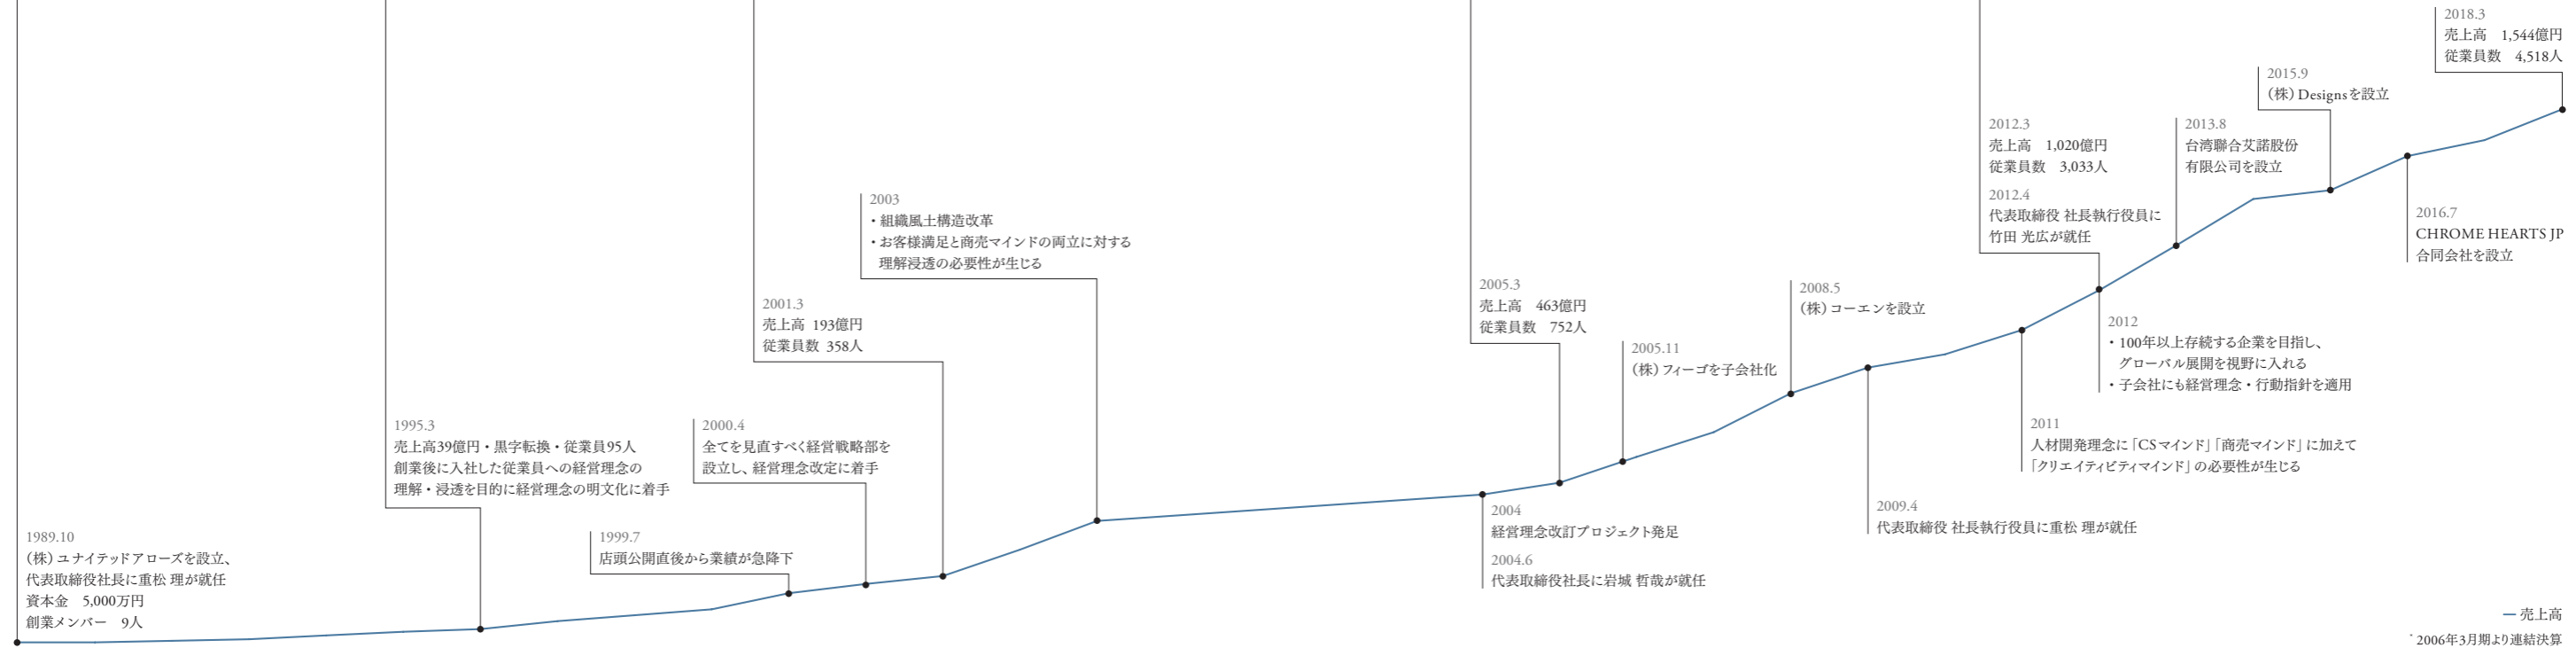 1989.10
(株)ユナイテッドアローズを設立、
代表取締役社長に重松 理が就任
資本金　5,000万円
創業メンバー　9人
1995.3
売上高39億円・黒字転換・従業員95人
創業後に入社した従業員への経営理念の
理解・浸透を目的に経営理念の明文化に着手
1999.7
店頭公開直後から業績が急降下
2000.4
全てを見直すべく経営戦略部を
設立し、経営理念改定に着手
2001.3
売上高 193億円
従業員数 358人
2003
・組織風土構造改革
・お客様満足と商売マインドの両立に対する
理解浸透の必要性が生じる
2004
経営理念改訂プロジェクト発足
2004.6
代表取締役社長に岩城 哲哉が就任
2005.3
売上高　463億円
従業員数　752人
2005.11
(株)フィーゴを子会社化
2008.5
(株)コーエンを設立
2009.4
代表取締役 社長執行役員に重松 理が就任
2011
人材開発理念に「CSマインド」「商売マインド」に加えて
「クリエイティビティマインド」の必要性が生じる
2012.3
売上高　1,020億円
従業員数　3,033人
2012.4
代表取締役 社長執行役員に
竹田 光広が就任
2012
・100年以上存続する企業を目指し、
グローバル展開を視野に入れる
・子会社にも経営理念・行動指針を適用
2013.8
台湾聯合艾諾股份
有限公司を設立
2015.9
(株)Designsを設立
2016.7
CHROME HEARTS JP
合同会社を設立
2018.3
売上高　1,544億円
従業員数　4,518人
売上高
*2006年3月期より連結決算